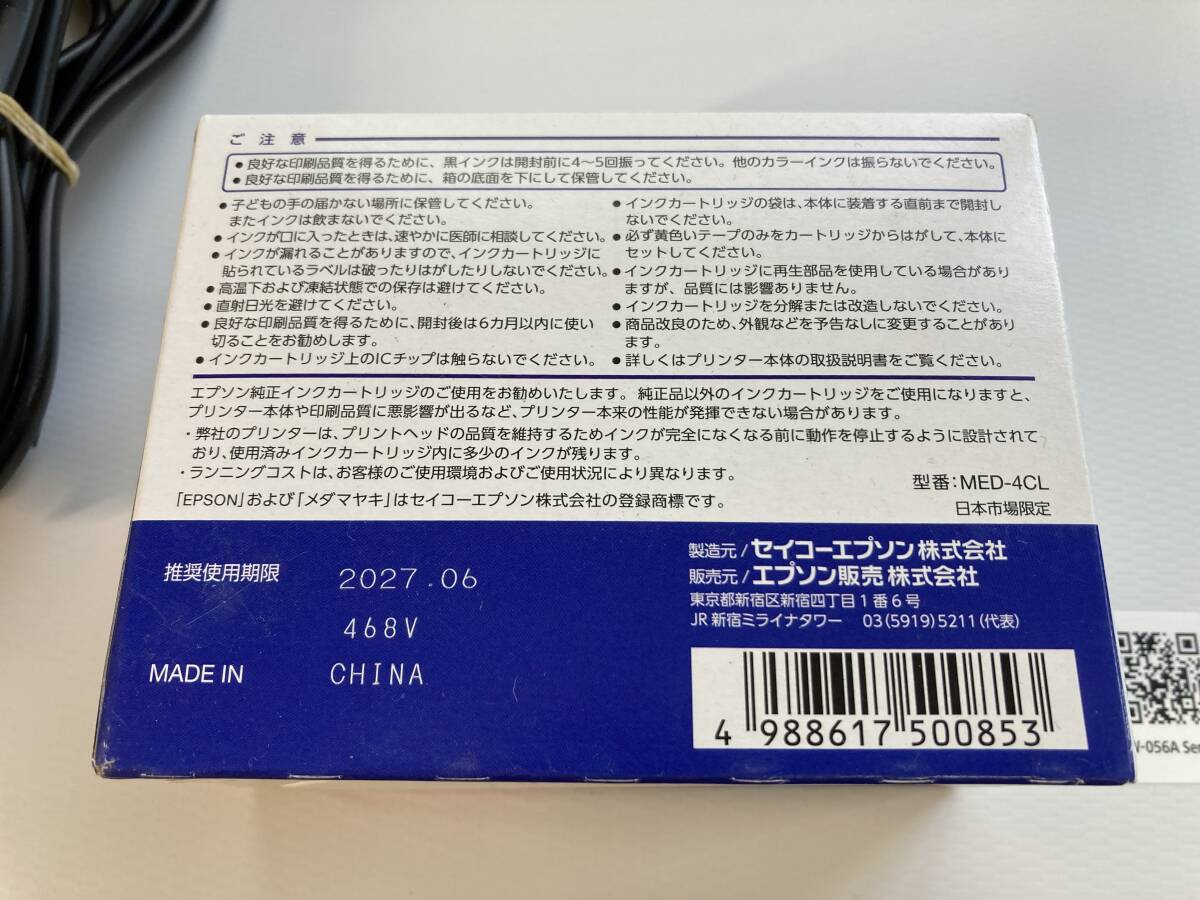 ご注意
● 良好な印刷品質を得るために、黒インクは開封前に4〜5回振ってください。他のカラーインクは振らないでください。
● 良好な印刷品質を得るために、箱の底面を下にして保管してください。
● 子どもの手の届かない場所に保管してください。
またインクは飲まないでください。
● インクが口に入ったときは、速やかに医師に相談してください。
● インクが漏れることがありますので、インクカートリッジに
貼られているラベルは破ったりはがしたりしないでください。
● 高温下および凍結状態での保存は避けてください。
● 直射日光を避けてください。
● 良好な印刷品質を得るために、開封後は6カ月以内に使い
切ることをお勧めします。
● インクカートリッジ上のICチップは触らないでください。
● インクカートリッジの袋は、本体に装着する直前まで開封し
ないでください。
● 必ず黄色いテープのみをカートリッジからはがして、本体に
セットしてください。
● インクカートリッジに再生部品を使用している場合があり
ますが、品質には影響ありません。
● インクカートリッジを分解または改造しないでください。
● 商品改良のため、外観などを予告なしに変更することがあり
ます。
● 詳しくはプリンター本体の取扱説明書をご覧ください。
エプソン純正インクカートリッジのご使用をお勧めいたします。純正品以外のインクカートリッジをご使用になりますと、
プリンター本体や印刷品質に悪影響が出るなど、プリンター本来の性能が発揮できない場合があります。
・弊社のプリンターは、プリントヘッドの品質を維持するためインクが完全になくなる前に動作を停止するように設計されて
おり、使用済みインクカートリッジ内に多少のインクが残ります。
・ランニングコストは、お客様のご使用環境およびご使用状況により異なります。
「EPSON」および「メダマヤキ」はセイコーエプソン株式会社の登録商標です。
型番：MED-4CL
日本市場限定
推奨使用期限 2027.06
468V
MADE IN CHINA
製造元 / セイコーエプソン株式会社
販売元 / エプソン販売株式会社
東京都新宿区新宿四丁目1番6号
JR新宿ミライナタワー 03(5919)5211(代表)
4 988617 500853
-056A Ser